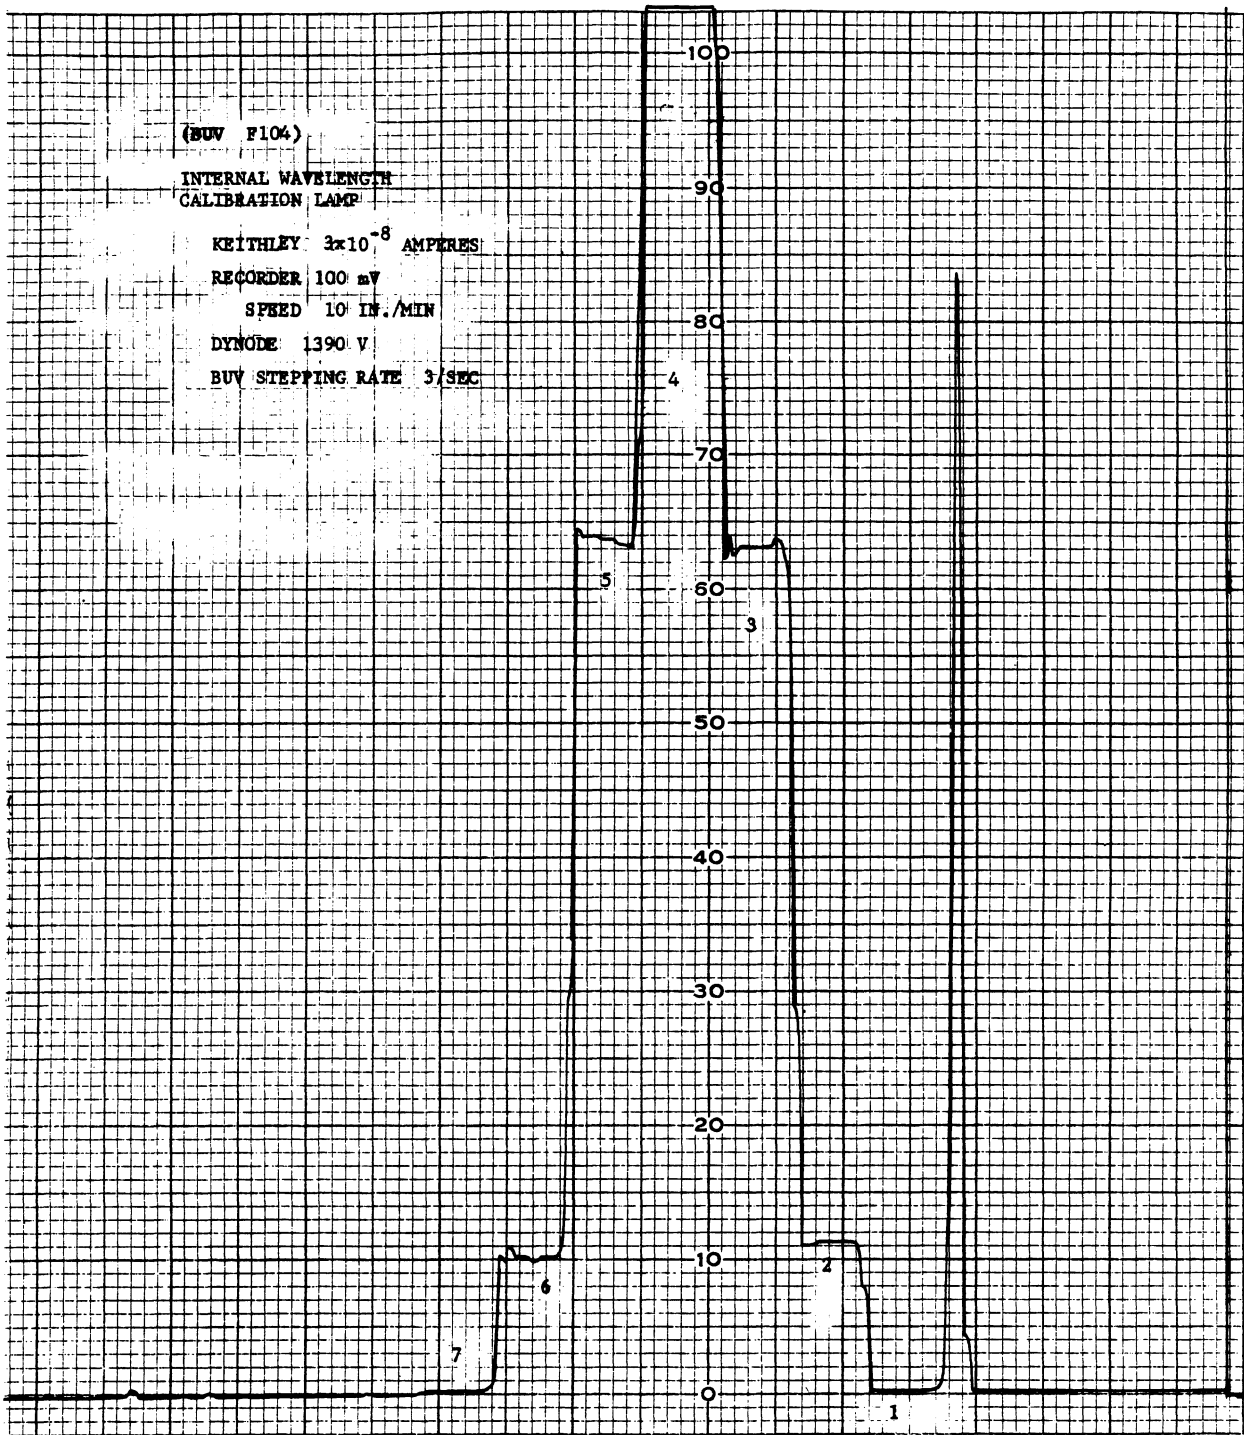 (BUV F104)
INTERNAL WAVELENGTH
CALIBRATION LAMP
KEITHLEY 3x10⁻⁸ AMPERES
RECORDER 100 mV
SPEED 10 IN./MIN
DYNODE 1390 V
BUV STEPPING RATE 3/SEC
100
90
80
4
70
5
60
3
50
40
30
20
10
2
6
7
0
1